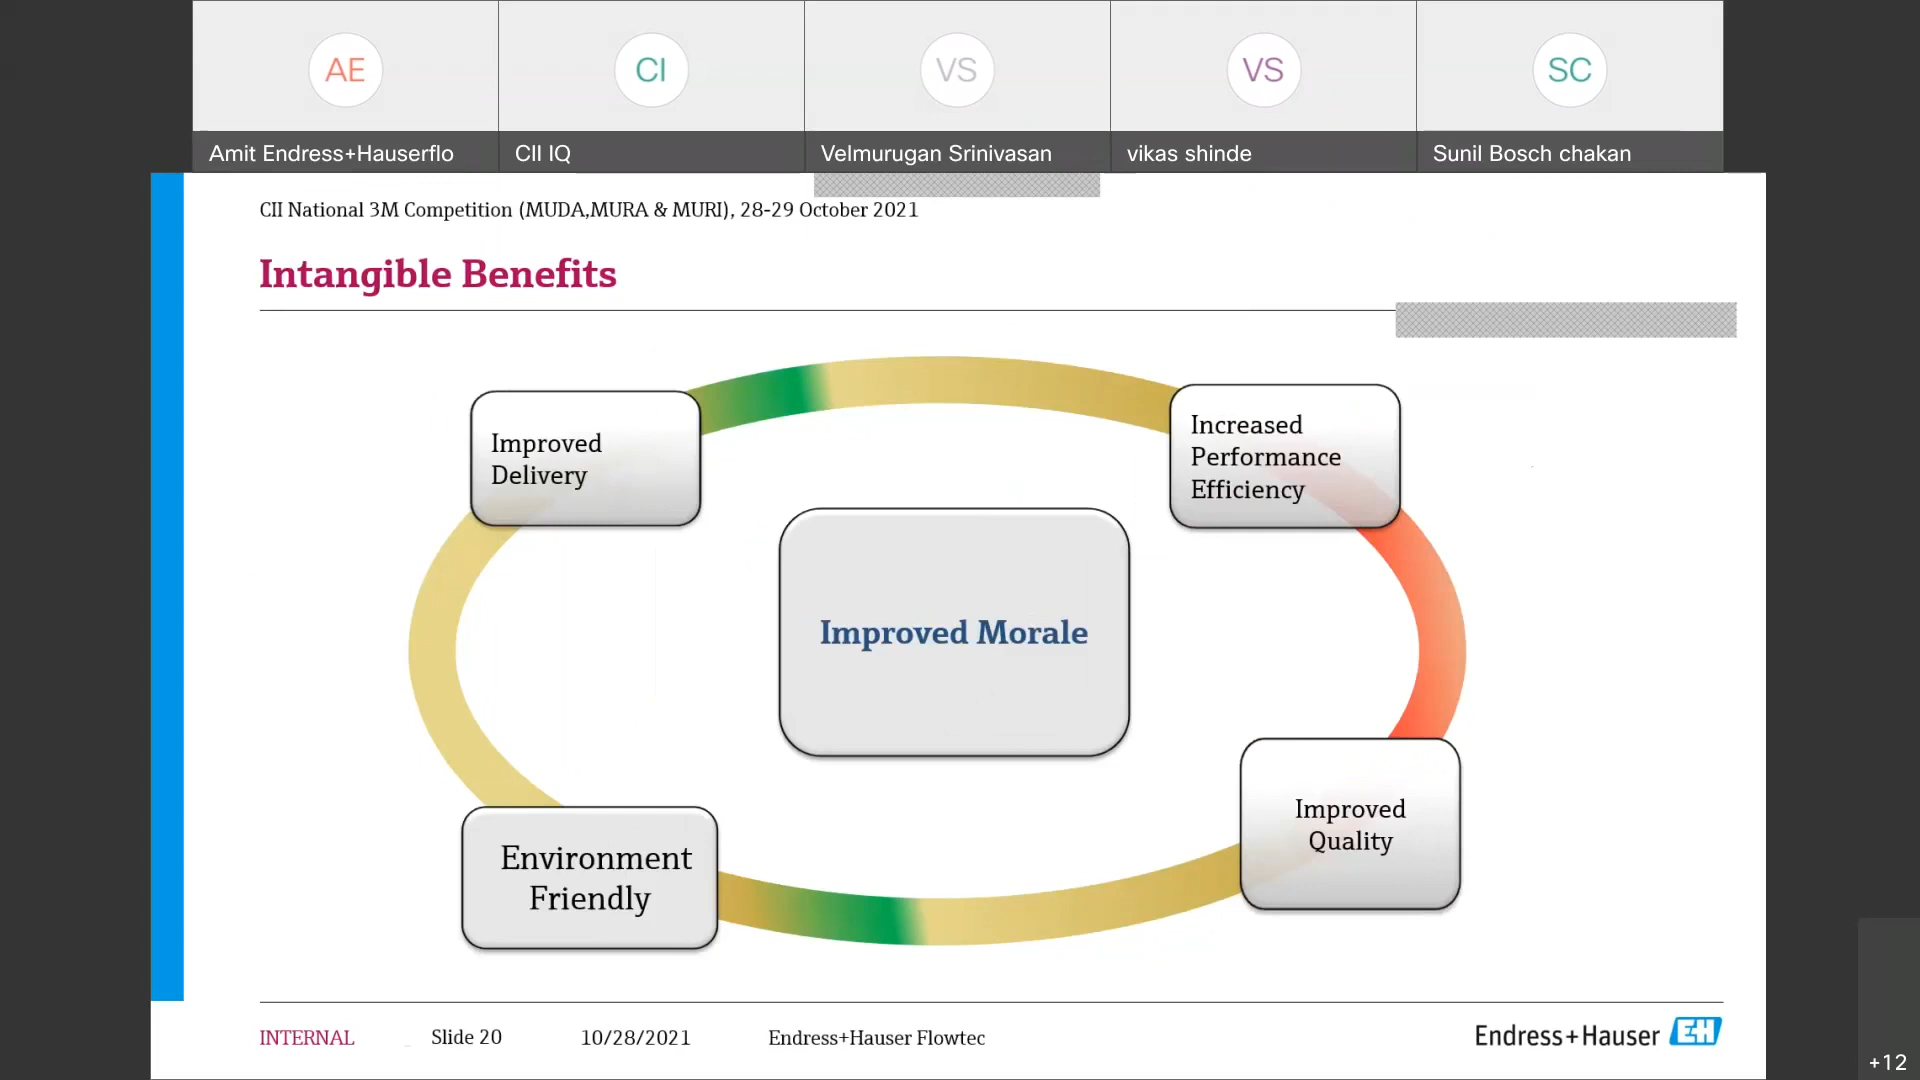 AE
CI
VS
VS
SC
Amit Endress+Hauserflo
CII IQ
Velmurugan Srinivasan
vikas shinde
Sunil Bosch chakan
CII National 3M Competition (MUDA,MURA & MURI), 28-29 October 2021
Intangible Benefits
Improved
Delivery
Increased
Performance
Efficiency
Improved Morale
Environment
Friendly
Improved
Quality
INTERNAL
Slide 20
10/28/2021
Endress+Hauser Flowtec
Endress+Hauser EH
+12